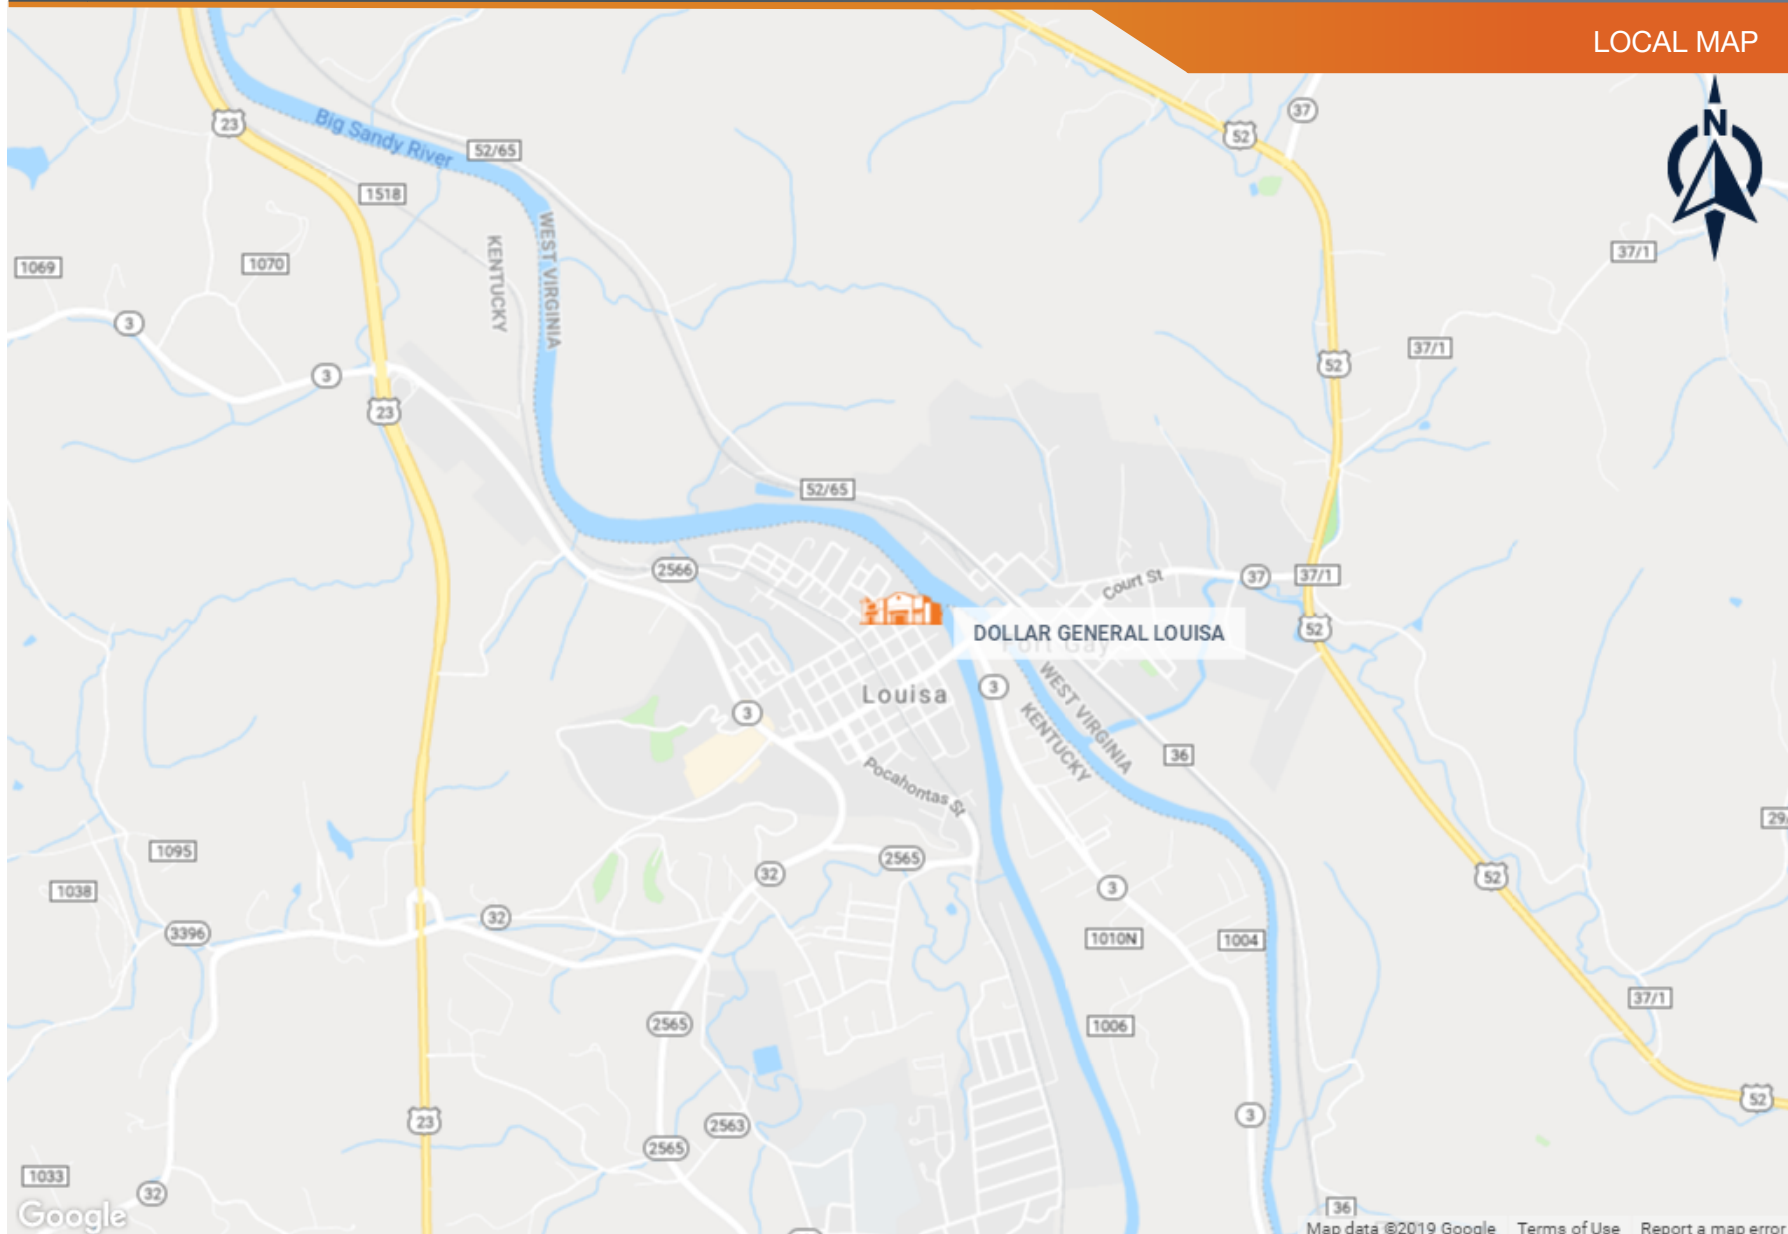 LOCAL MAP
N
37
23
52
Big Sandy River
52/65
1518
WEST VIRGINIA
KENTUCKY
1069
1070
37/1
3
37/1
52
3
23
52/65
2566
Court St
37
37/1
DOLLAR GENERAL LOUISA
Fort Gay
52
Louisa
3
WEST VIRGINIA
KENTUCKY
3
36
Pocahontas St
29
1095
2565
32
52
1038
3
32
3396
1010N
1004
37/1
2565
1006
52
23
2563
3
2565
1033
32
36
Google
Map data ©2019 Google Terms of Use Report a map error